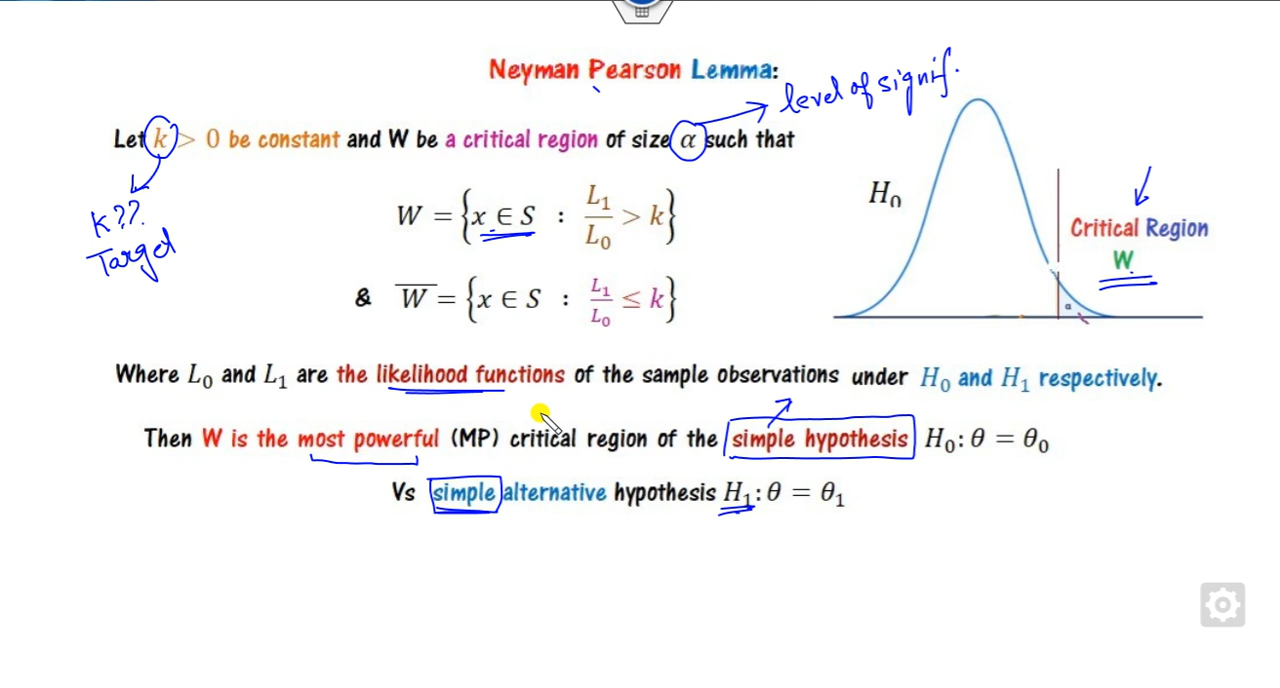 Neyman Pearson Lemma:
level of signif.
Let k > 0 be constant and W be a critical region of size α such that
k??
Target
W = {x ∈ S : L₁/L₀ > k}
& W̅ = {x ∈ S : L₁/L₀ ≤ k}
H₀
Critical Region
W
α
Where L₀ and L₁ are the likelihood functions of the sample observations under H₀ and H₁ respectively.
Then W is the most powerful (MP) critical region of the simple hypothesis H₀: θ = θ₀
Vs simple alternative hypothesis H₁: θ = θ₁